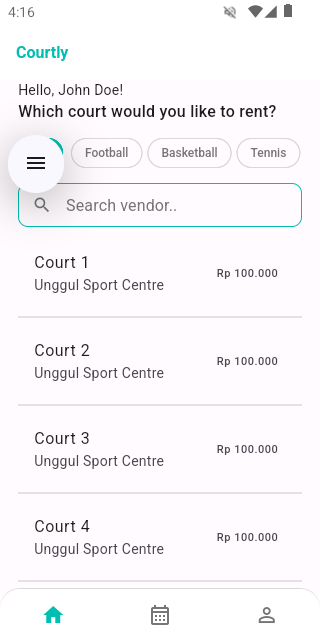 4:16
Courtly
Hello, John Doe!
Which court would you like to rent?
Football Basketball Tennis
Search vendor..
Court 1
Unggul Sport Centre
Rp 100.000
Court 2
Unggul Sport Centre
Rp 100.000
Court 3
Unggul Sport Centre
Rp 100.000
Court 4
Unggul Sport Centre
Rp 100.000